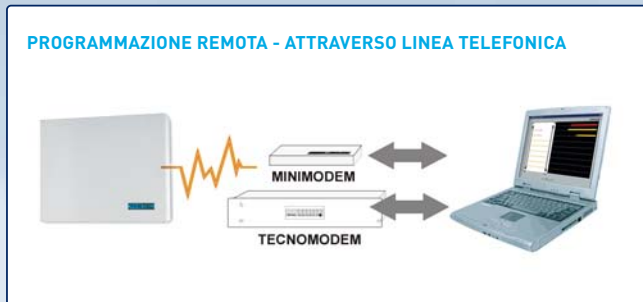 PROGRAMMAZIONE REMOTA - ATTRAVERSO LINEA TELEFONICA
MINIMODEM
TECNOMODEM